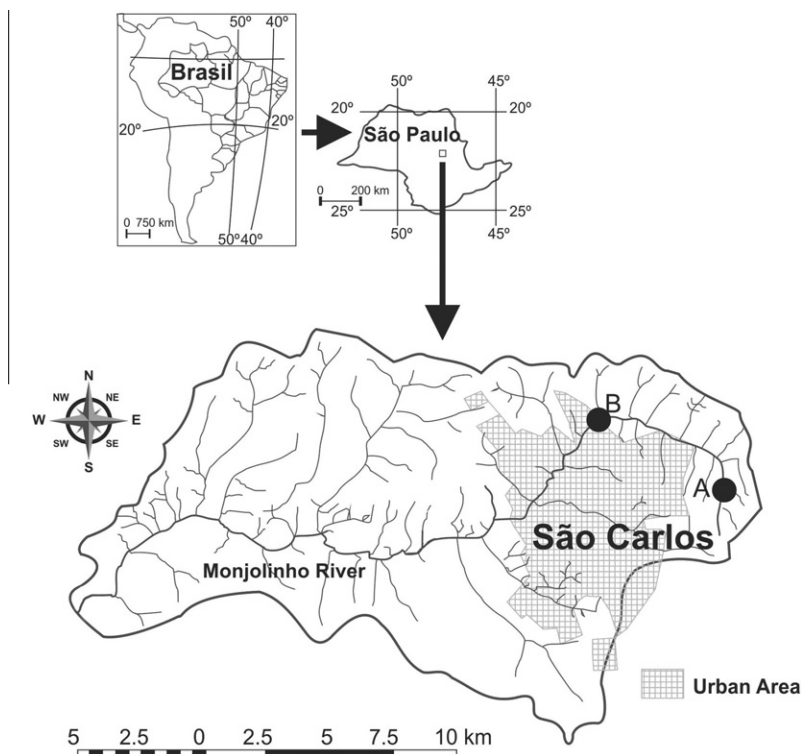 50º 40º
Brasil
20º
20º
0 750 km
50º 40º
50º 45º
20º 20º
São Paulo
0 200 km
25º 25º
50º 45º
N
NW NE
W E
SW SE
S
B
A
São Carlos
Monjolinho River
Urban Area
5 2.5 0 2.5 5 7.5 10 km